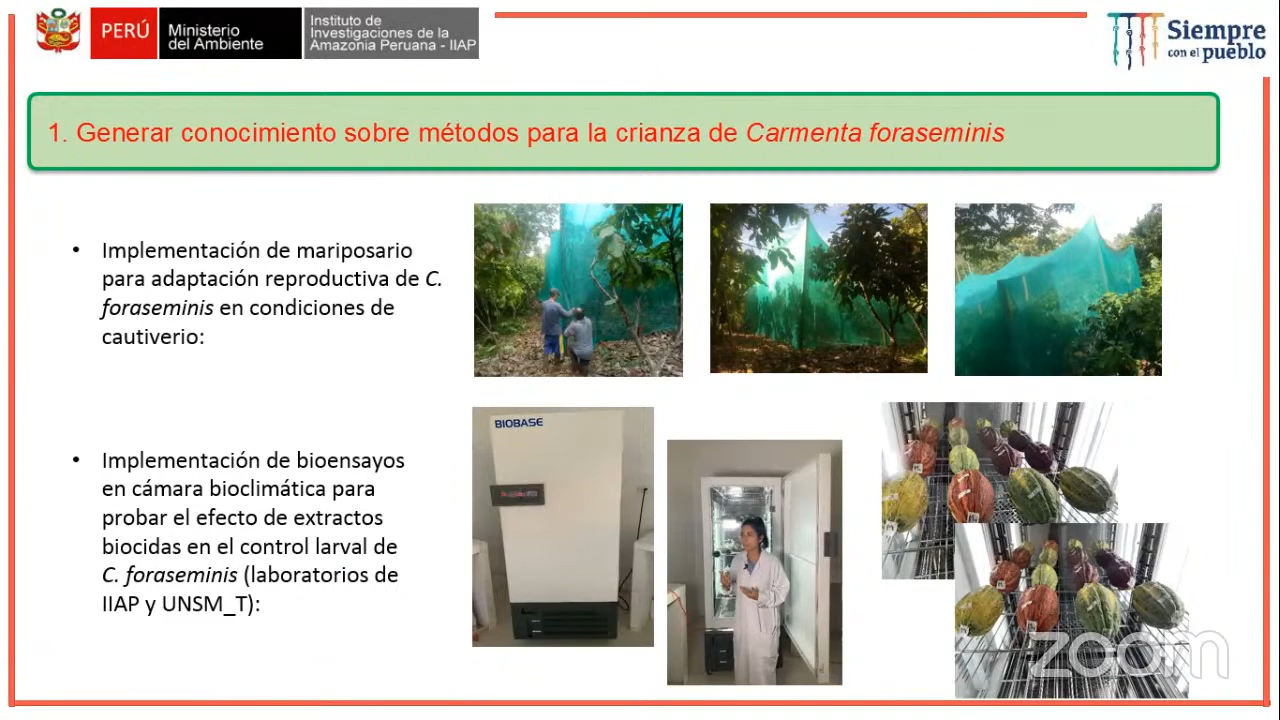 PERÚ
Ministerio
del Ambiente
Instituto de
Investigaciones de la
Amazonia Peruana - IIAP
Siempre
con el pueblo
1. Generar conocimiento sobre métodos para la crianza de Carmenta foraseminis
• Implementación de mariposario
para adaptación reproductiva de C.
foraseminis en condiciones de
cautiverio:
• Implementación de bioensayos
en cámara bioclimática para
probar el efecto de extractos
biocidas en el control larval de
C. foraseminis (laboratorios de
IIAP y UNSM_T):
BIOBASE
zoom